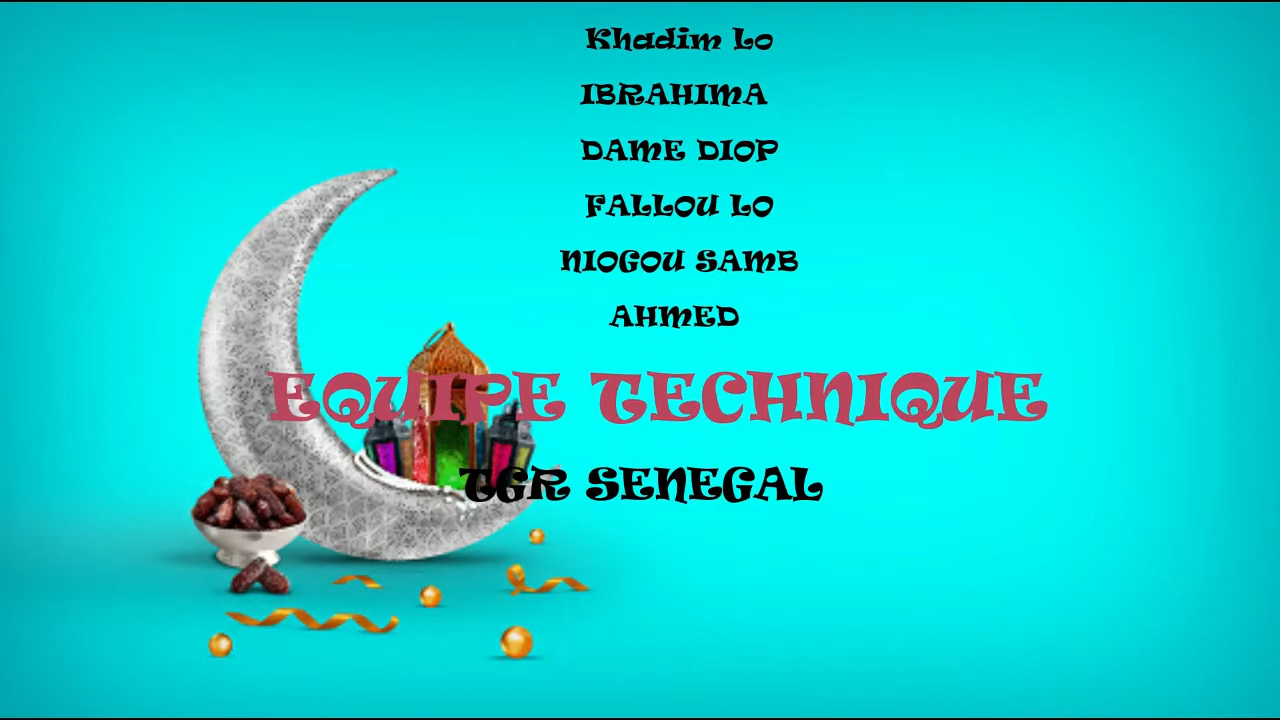 Khadim Lo
IBRAHIMA
DAME DIOP
FALLOU LO
NIOGOU SAMB
AHMED
EQUIPE TECHNIQUE
TGR SENEGAL